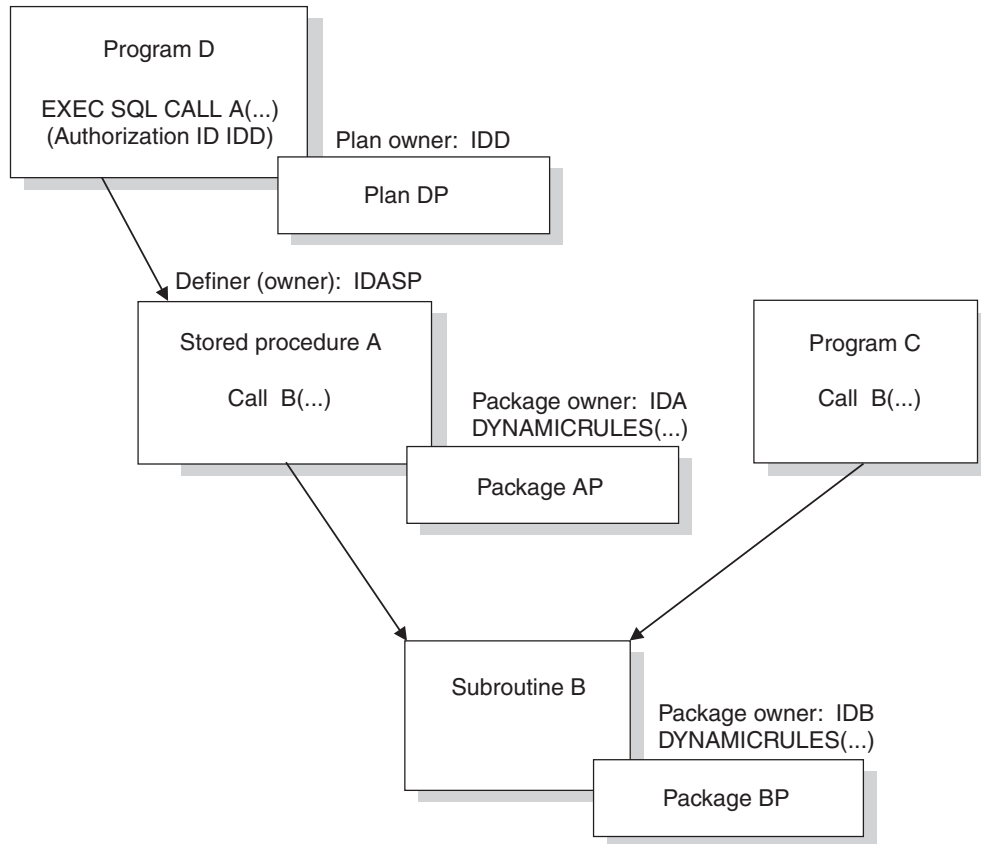 Program D
EXEC SQL CALL A(...)
(Authorization ID IDD)
Plan owner: IDD
Plan DP
Definer (owner): IDASP
Stored procedure A
Call B(...)
Package owner: IDA
DYNAMICRULES(...)
Package AP
Program C
Call B(...)
Subroutine B
Package owner: IDB
DYNAMICRULES(...)
Package BP